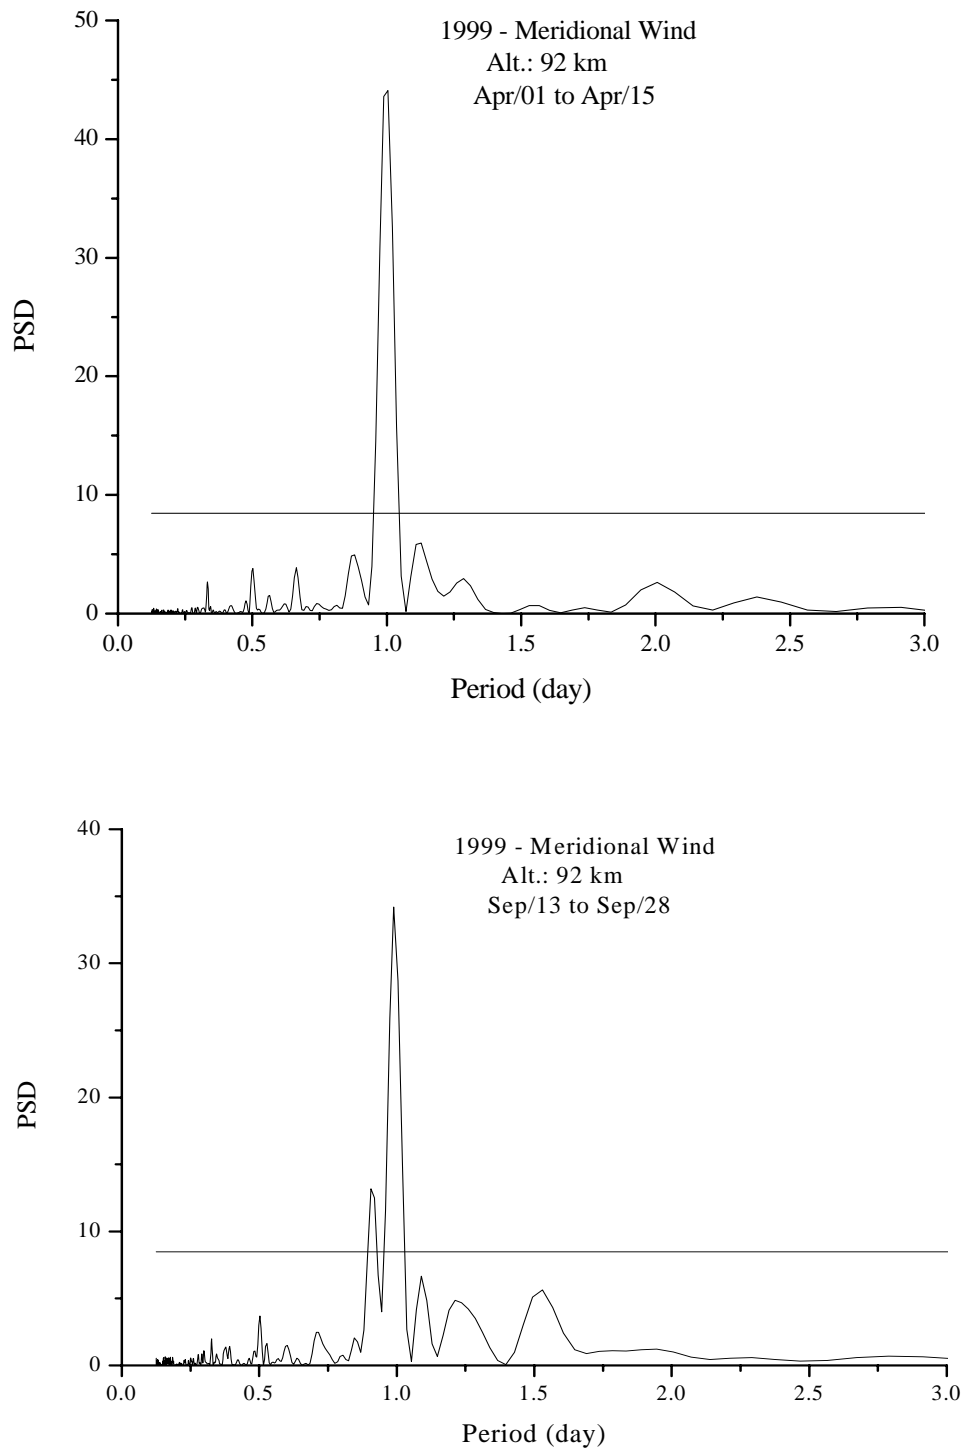 1999 - Meridional Wind
Alt.: 92 km
Apr/01 to Apr/15
50
40
30
20
10
0
PSD
0.0 0.5 1.0 1.5 2.0 2.5 3.0
Period (day)
1999 - Meridional Wind
Alt.: 92 km
Sep/13 to Sep/28
40
30
20
10
0
PSD
0.0 0.5 1.0 1.5 2.0 2.5 3.0
Period (day)